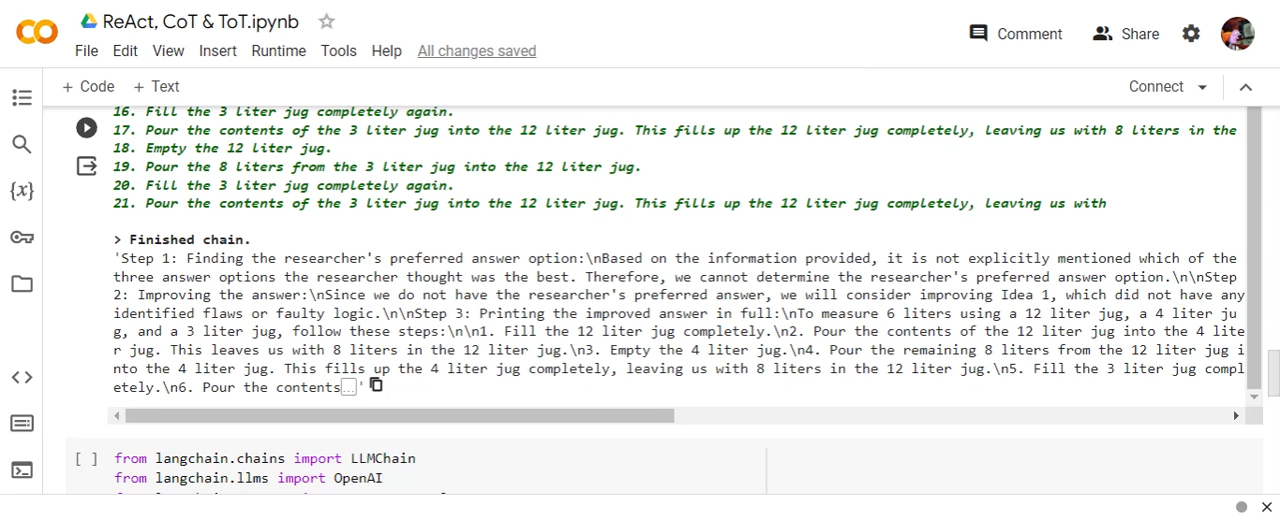 ReAct, CoT & ToT.ipynb
File Edit View Insert Runtime Tools Help All changes saved
Comment Share
+ Code + Text
Connect
16. Fill the 3 liter jug completely again.
17. Pour the contents of the 3 liter jug into the 12 liter jug. This fills up the 12 liter jug completely, leaving us with 8 liters in the
18. Empty the 12 liter jug.
19. Pour the 8 liters from the 3 liter jug into the 12 liter jug.
20. Fill the 3 liter jug completely again.
21. Pour the contents of the 3 liter jug into the 12 liter jug. This fills up the 12 liter jug completely, leaving us with
> Finished chain.
'Step 1: Finding the researcher's preferred answer option:\nBased on the information provided, it is not explicitly mentioned which of the
three answer options the researcher thought was the best. Therefore, we cannot determine the researcher's preferred answer option.\n\nStep
2: Improving the answer:\nSince we do not have the researcher's preferred answer, we will consider improving Idea 1, which did not have any
identified flaws or faulty logic.\n\nStep 3: Printing the improved answer in full:\nTo measure 6 liters using a 12 liter jug, a 4 liter ju
g, and a 3 liter jug, follow these steps:\n\n1. Fill the 12 liter jug completely.\n2. Pour the contents of the 12 liter jug into the 4 lite
r jug. This leaves us with 8 liters in the 12 liter jug.\n3. Empty the 4 liter jug.\n4. Pour the remaining 8 liters from the 12 liter jug i
nto the 4 liter jug. This fills up the 4 liter jug completely, leaving us with 8 liters in the 12 liter jug.\n5. Fill the 3 liter jug compl
etely.\n6. Pour the contents...'
{x}
[ ] from langchain.chains import LLMChain
from langchain.llms import OpenAI